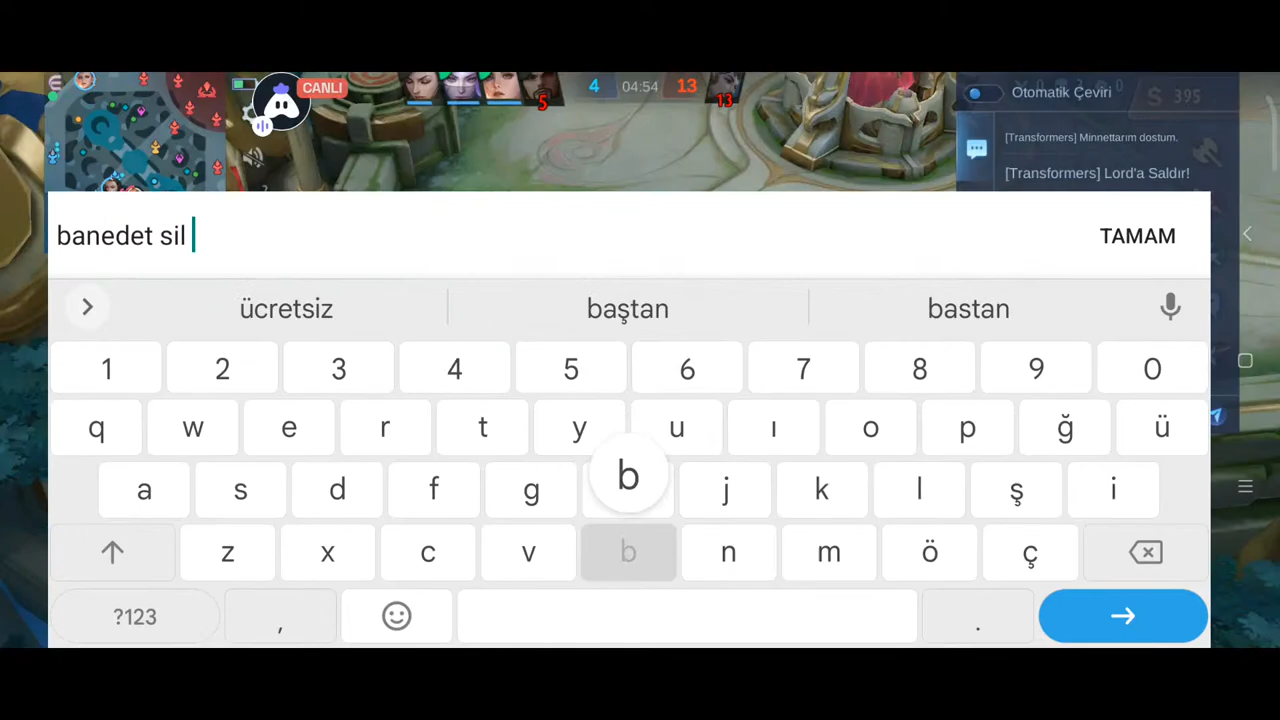 CANLI
5
4 04:54 13
13
Otomatik Çeviri
395
[Transformers] Minnettarım dostum.
[Transformers] Lord'a Saldır!
banedet sil
TAMAM
ücretsiz baştan bastan
1 2 3 4 5 6 7 8 9 0
q w e r t y u ı o p ğ ü
b
a s d f g j k l ş i
z x c v b n m ö ç
?123 , .